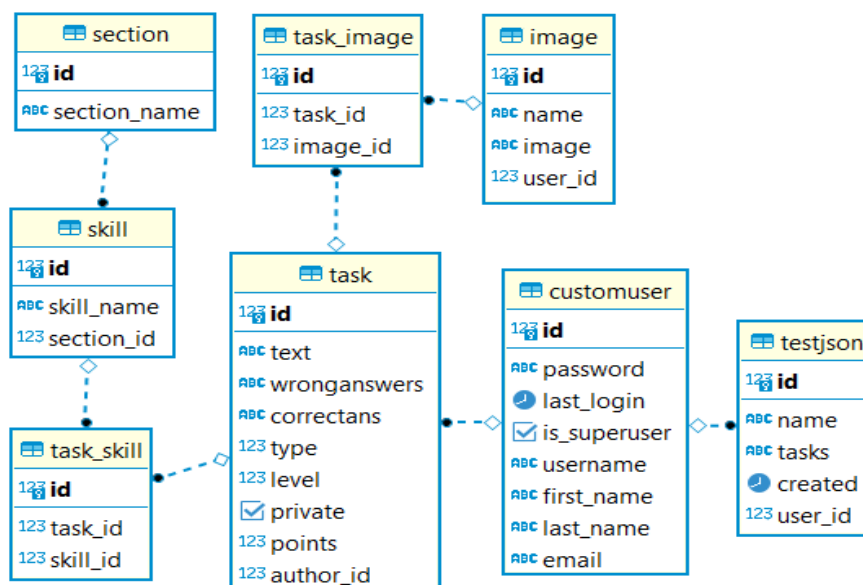 section
123 id
ABC section_name
task_image
123 id
123 task_id
123 image_id
image
123 id
ABC name
ABC image
123 user_id
skill
123 id
ABC skill_name
123 section_id
task
123 id
ABC text
ABC wronganswers
ABC correctans
123 type
123 level
private
123 points
123 author_id
customuser
123 id
ABC password
last_login
is_superuser
ABC username
ABC first_name
ABC last_name
ABC email
testjson
123 id
ABC name
ABC tasks
created
123 user_id
task_skill
123 id
123 task_id
123 skill_id